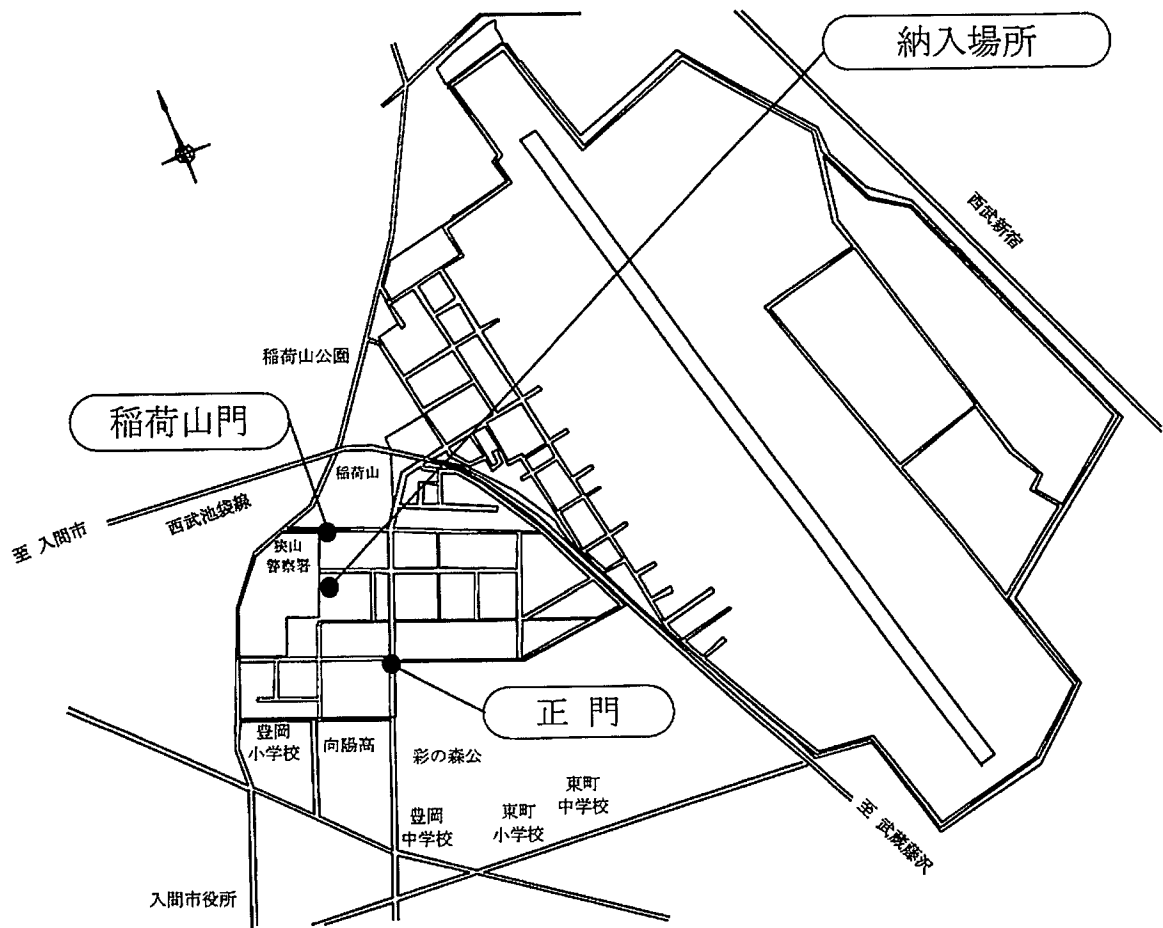 納入場所
西武新宿
稲荷山公園
稲荷山門
稲荷山
西武池袋線
至 入間市
狭山
警察署
正 門
豊岡
小学校
向陽高
彩の森公
東町
中学校
東町
小学校
豊岡
中学校
至 武蔵藤沢
入間市役所